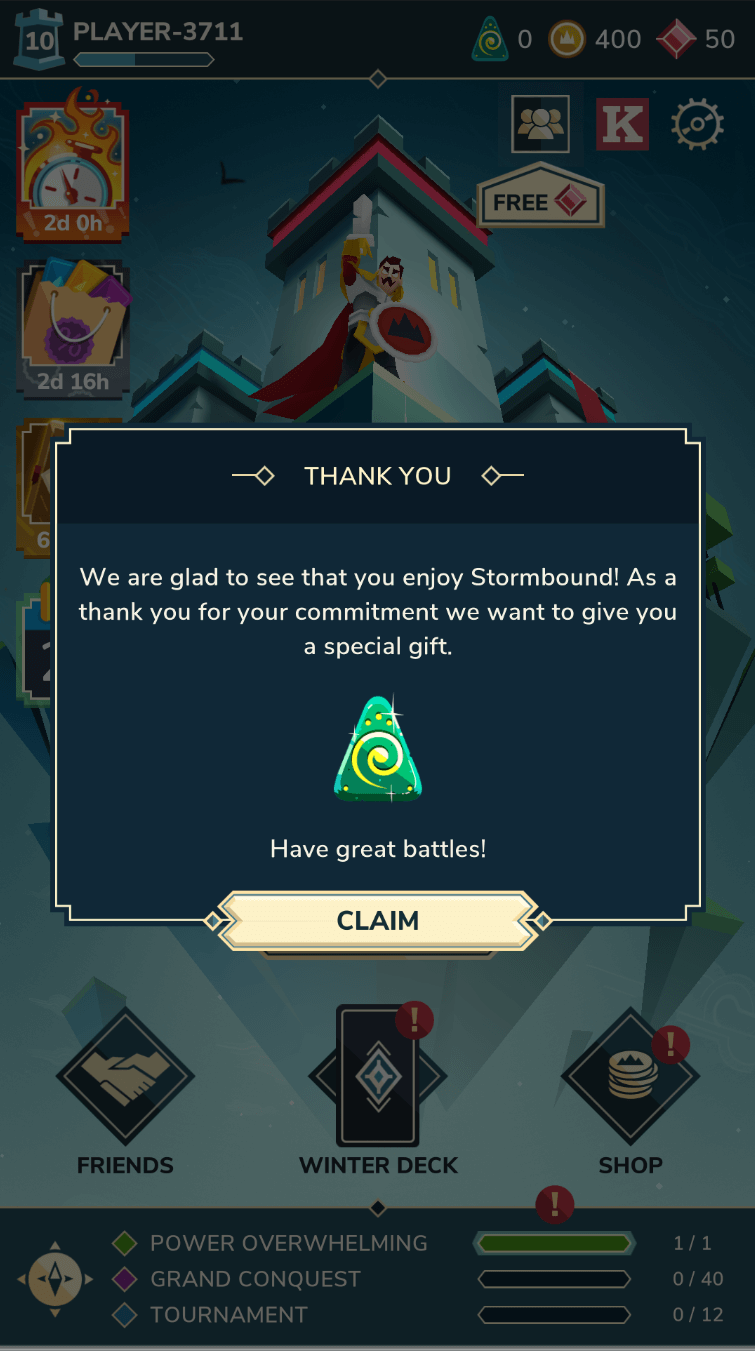 10
PLAYER-3711
0
400
50
2d 0h
K
FREE
2d 16h
6
2
THANK YOU
We are glad to see that you enjoy Stormbound! As a
thank you for your commitment we want to give you
a special gift.
Have great battles!
CLAIM
!
!
FRIENDS
WINTER DECK
SHOP
!
POWER OVERWHELMING
1 / 1
GRAND CONQUEST
0 / 40
TOURNAMENT
0 / 12